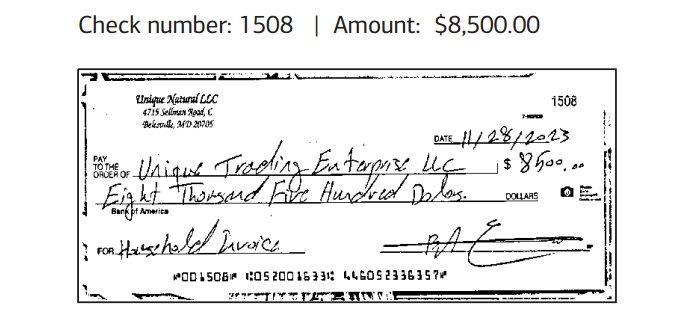 Check number: 1508 | Amount: $8,500.00
Unique Natural LLC
4715 Sellman Road, C
Beltsville, MD 20705
1508
DATE 11/28/2023
PAY TO THE ORDER OF Unique Trading Enterprise LLC $ 8500.00
Eight Thousand Five Hundred Dollars. DOLLARS
Bank of America
FOR Household Invoice
⑈001508⑈ ⑆052001633⑆ 446052336357⑈